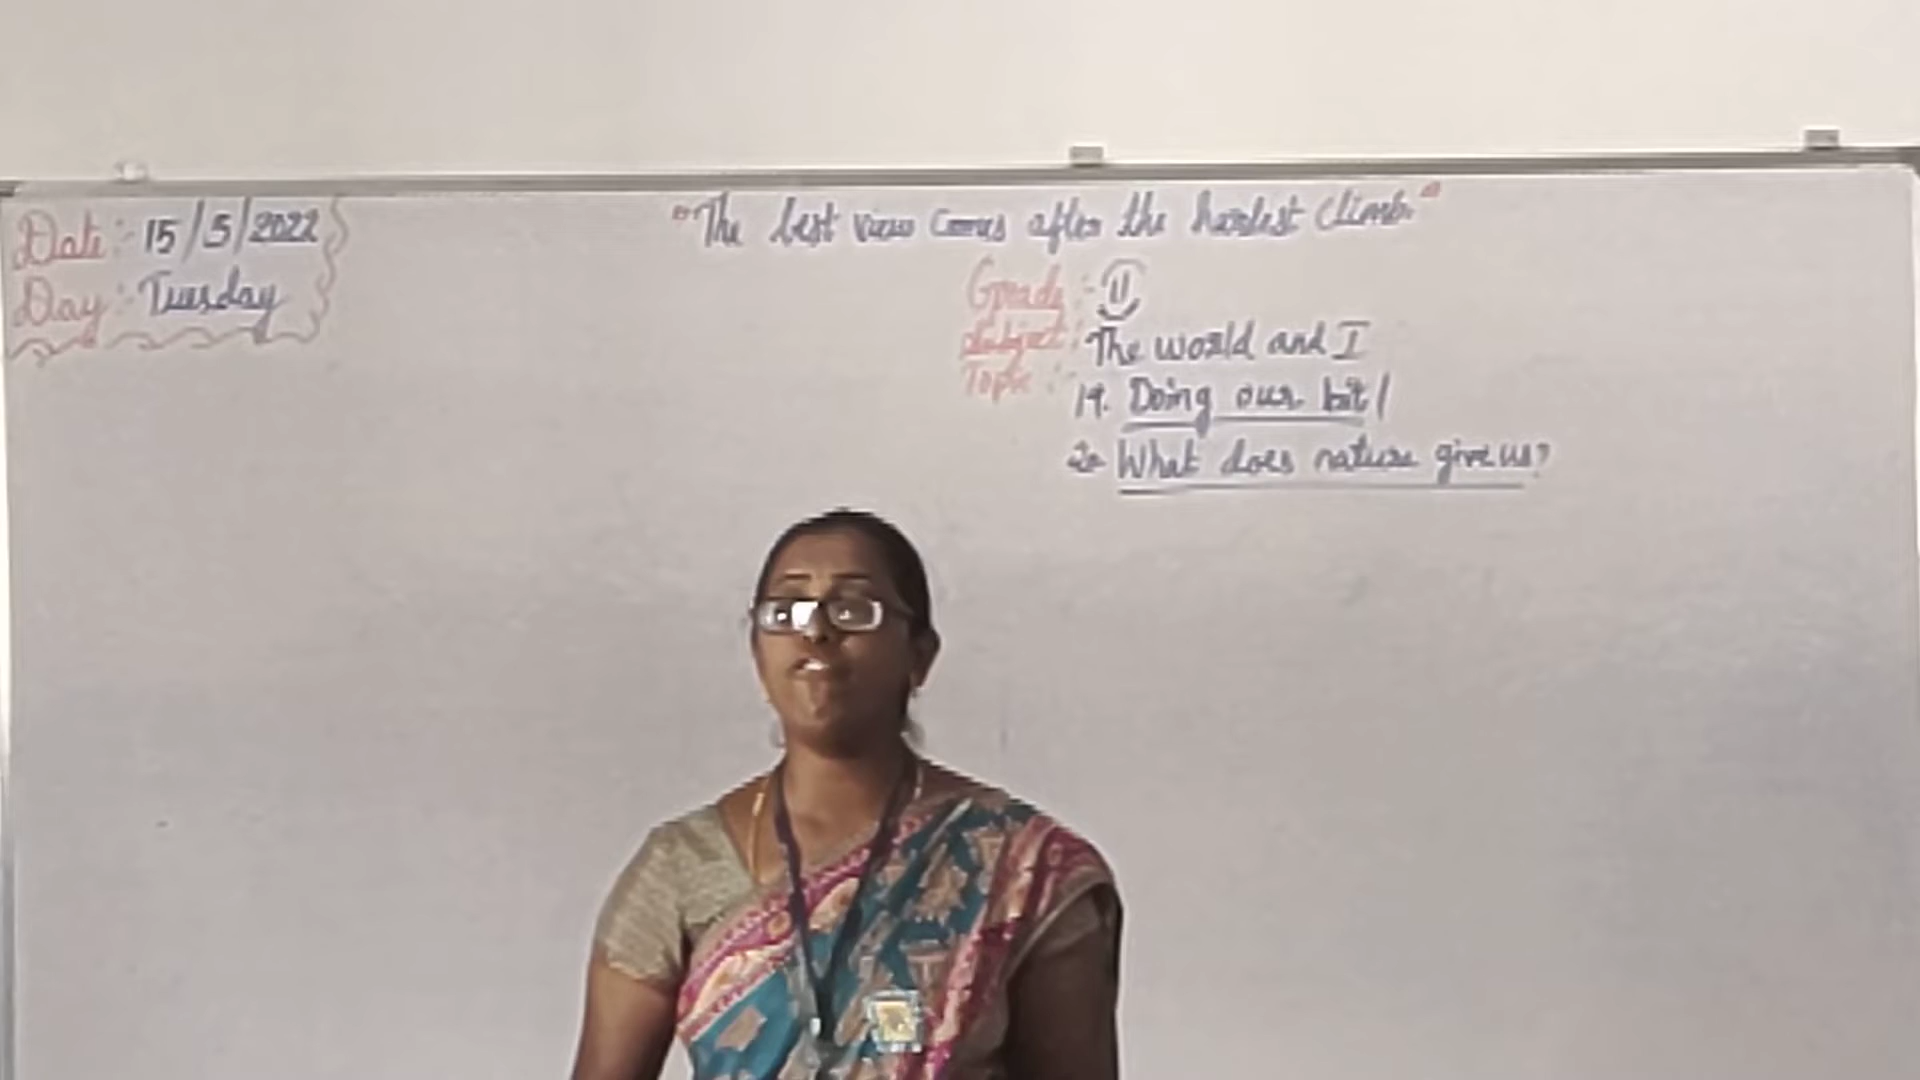 Date :- 15/5/2022
Day :- Tuesday
"The best view comes after the hardest climb."
Grade :- II
Subject :- The world and I
Topic :-
19. Doing our bit
20 What does nature give us?